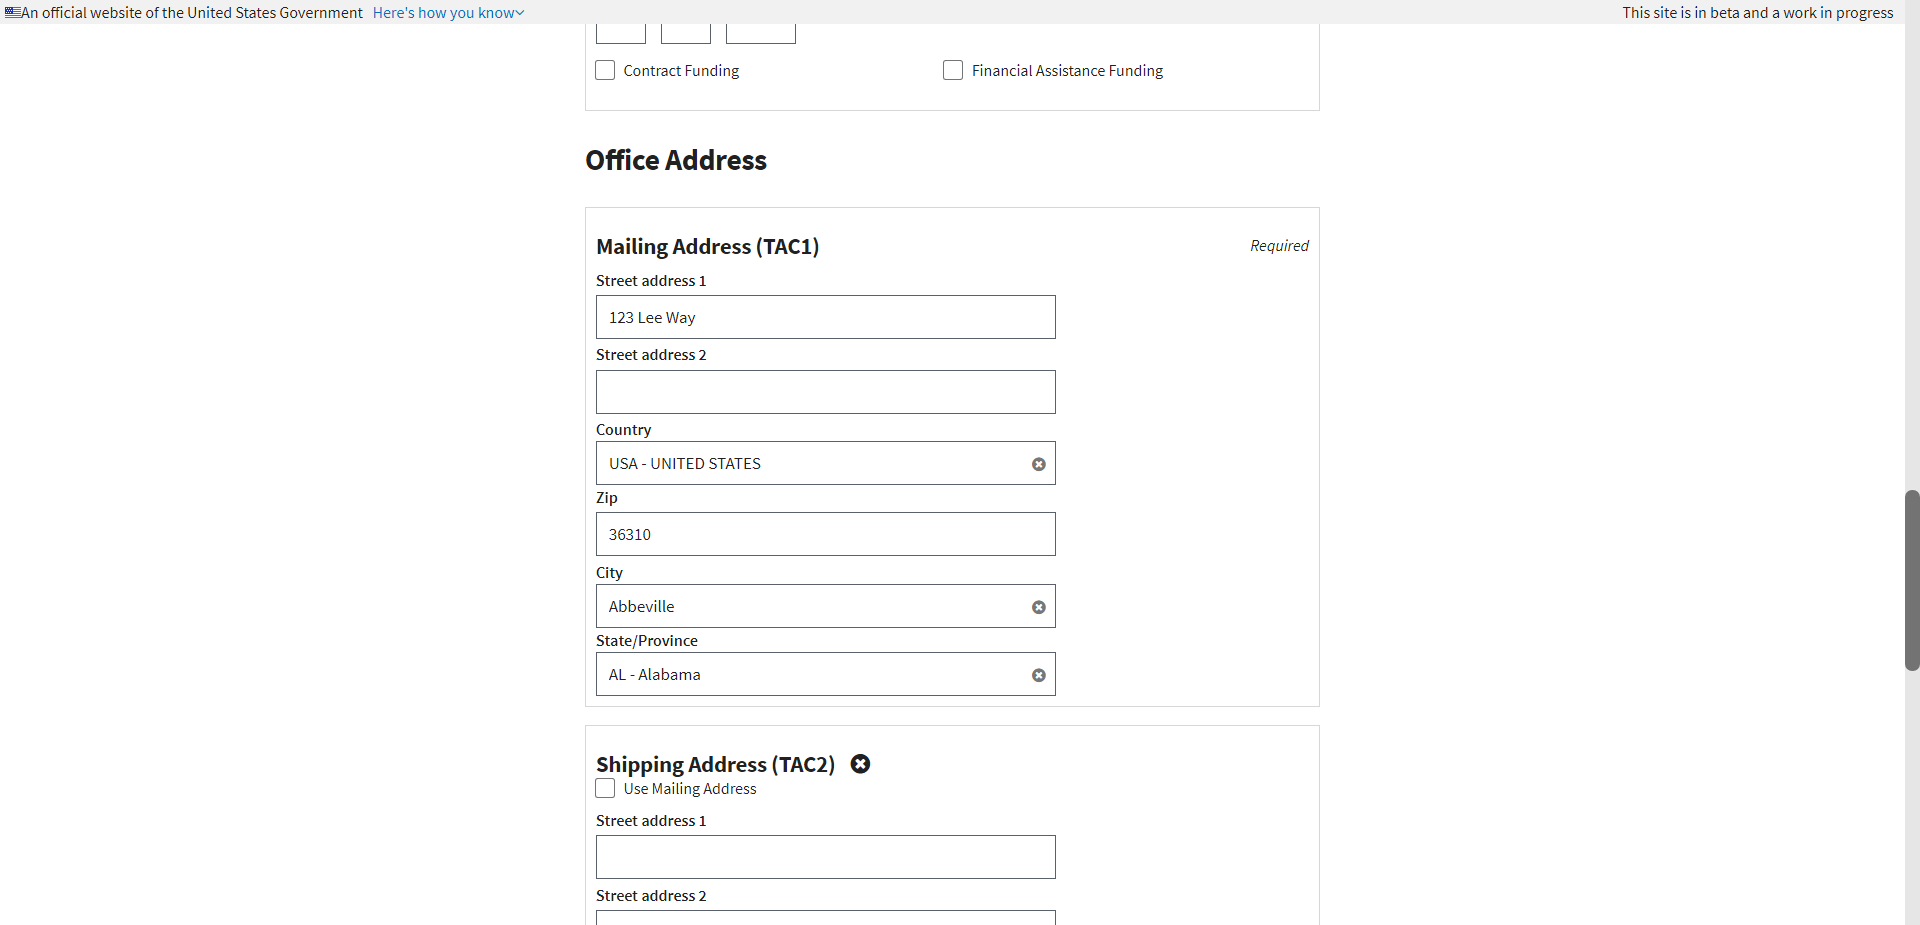 An official website of the United States Government Here's how you know
This site is in beta and a work in progress
Contract Funding
Financial Assistance Funding
Office Address
Mailing Address (TAC1)
Required
Street address 1
123 Lee Way
Street address 2
Country
USA - UNITED STATES
Zip
36310
City
Abbeville
State/Province
AL - Alabama
Shipping Address (TAC2)
Use Mailing Address
Street address 1
Street address 2